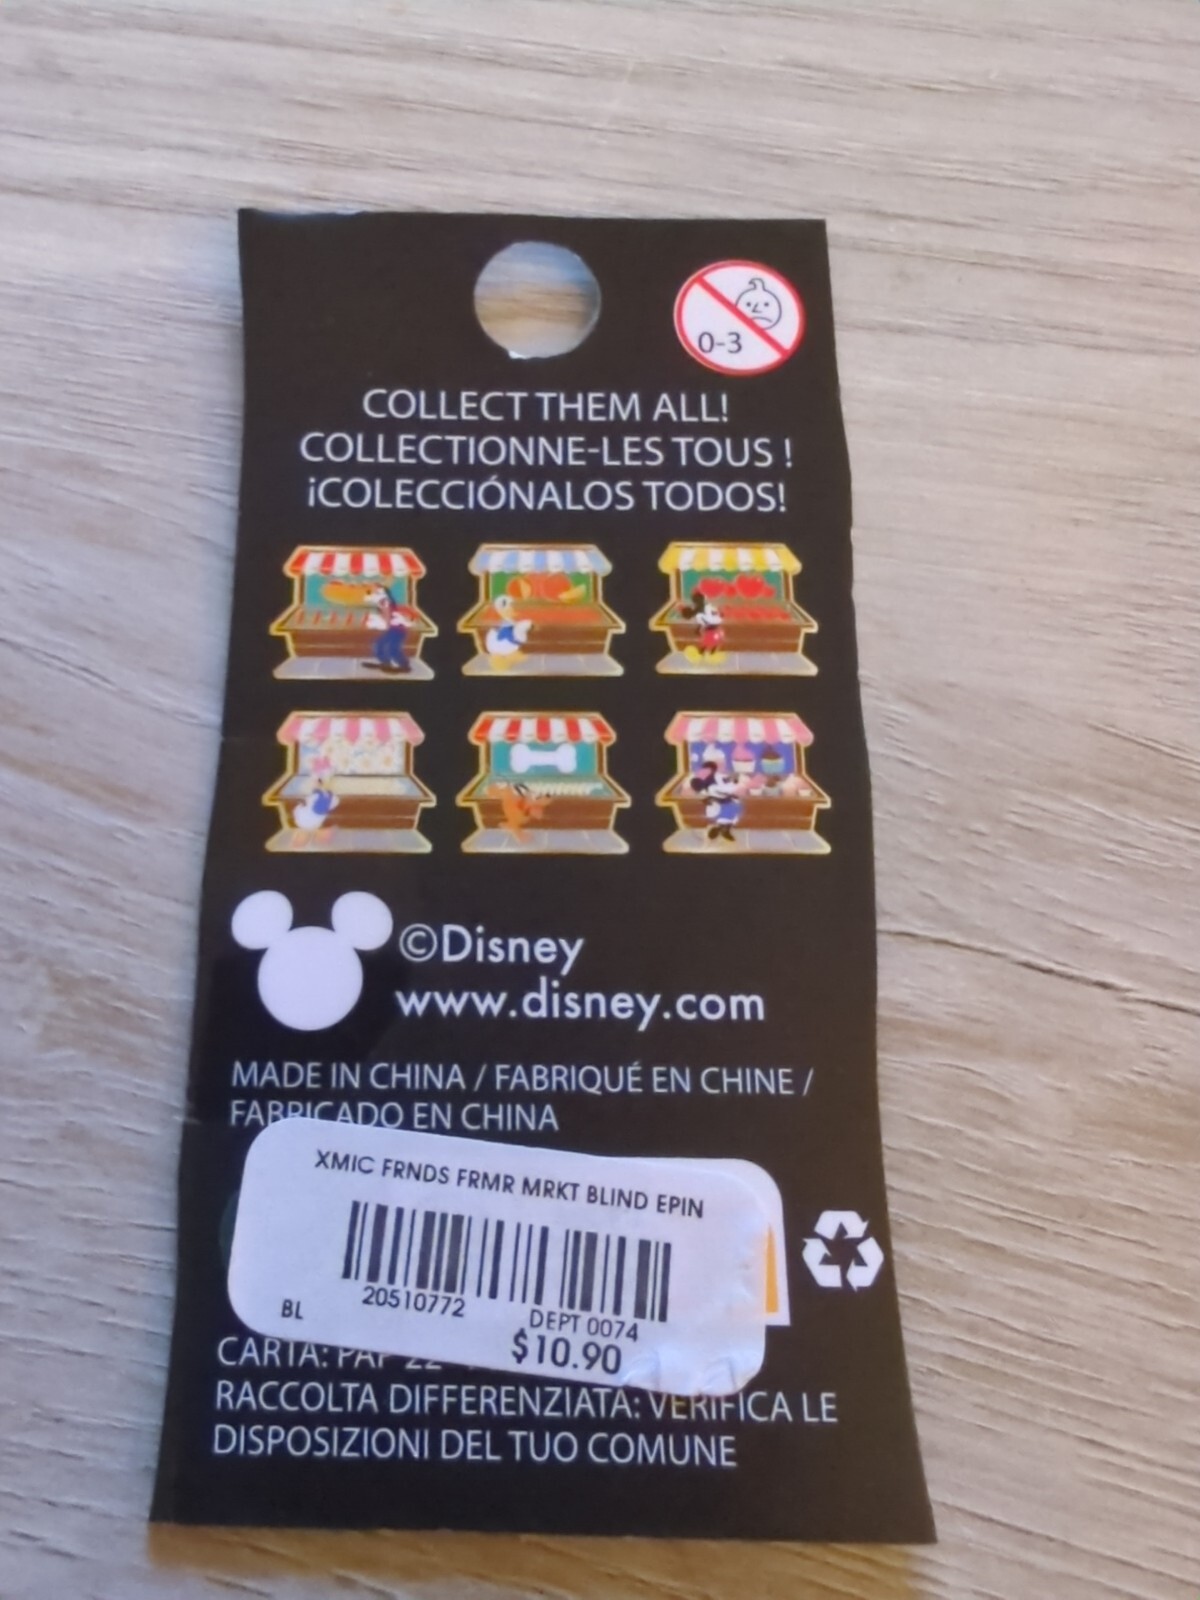 0-3
COLLECT THEM ALL!
COLLECTIONNE-LES TOUS !
¡COLECCIÓNALOS TODOS!
©Disney
www.disney.com
MADE IN CHINA / FABRIQUÉ EN CHINE /
FABRICADO EN CHINA
XMIC FRNDS FRMR MRKT BLIND EPIN
20510772
BL
DEPT 0074
$10.90
CARTA: PAP 22
RACCOLTA DIFFERENZIATA: VERIFICA LE
DISPOSIZIONI DEL TUO COMUNE